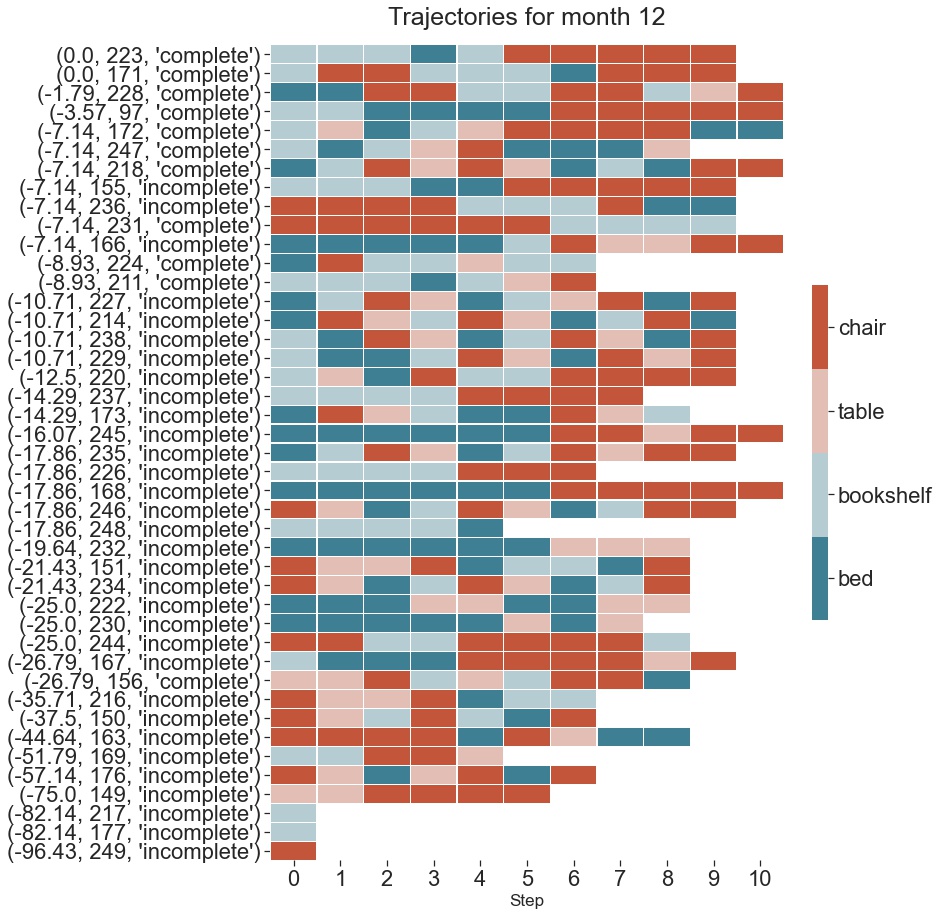 Trajectories for month 12
(0.0, 223, 'complete')
(0.0, 171, 'complete')
(-1.79, 228, 'complete')
(-3.57, 97, 'complete')
(-7.14, 172, 'complete')
(-7.14, 247, 'complete')
(-7.14, 218, 'complete')
(-7.14, 155, 'incomplete')
(-7.14, 236, 'incomplete')
(-7.14, 231, 'complete')
(-7.14, 166, 'incomplete')
(-8.93, 224, 'complete')
(-8.93, 211, 'complete')
(-10.71, 227, 'incomplete')
(-10.71, 214, 'incomplete')
(-10.71, 238, 'incomplete')
(-10.71, 229, 'incomplete')
(-12.5, 220, 'incomplete')
(-14.29, 237, 'incomplete')
(-14.29, 173, 'incomplete')
(-16.07, 245, 'incomplete')
(-17.86, 235, 'incomplete')
(-17.86, 226, 'incomplete')
(-17.86, 168, 'incomplete')
(-17.86, 246, 'incomplete')
(-17.86, 248, 'incomplete')
(-19.64, 232, 'incomplete')
(-21.43, 151, 'incomplete')
(-21.43, 234, 'incomplete')
(-25.0, 222, 'incomplete')
(-25.0, 230, 'incomplete')
(-25.0, 244, 'incomplete')
(-26.79, 167, 'incomplete')
(-26.79, 156, 'complete')
(-35.71, 216, 'incomplete')
(-37.5, 150, 'incomplete')
(-44.64, 163, 'incomplete')
(-51.79, 169, 'incomplete')
(-57.14, 176, 'incomplete')
(-75.0, 149, 'incomplete')
(-82.14, 217, 'incomplete')
(-82.14, 177, 'incomplete')
(-96.43, 249, 'incomplete')
0 1 2 3 4 5 6 7 8 9 10
Step
chair
table
bookshelf
bed